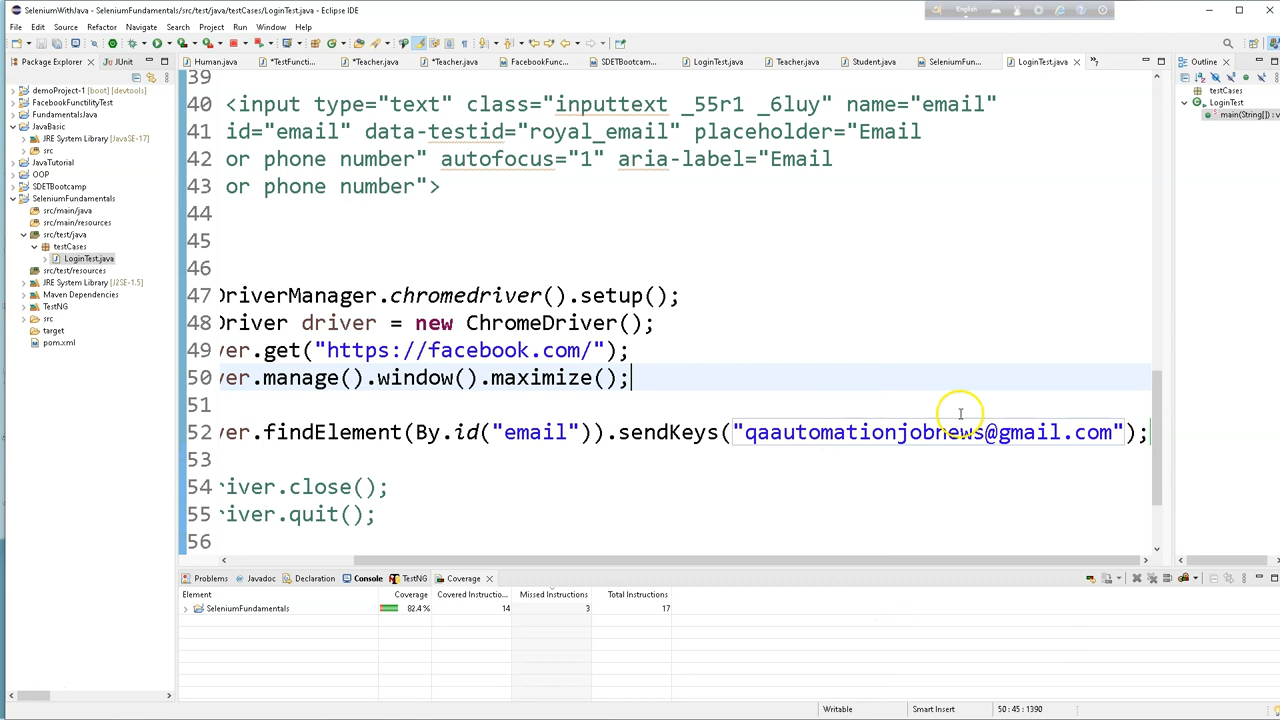 SeleniumWithJava - SeleniumFundamentals/src/test/java/testCases/LoginTest.java - Eclipse IDE
English
File Edit Source Refactor Navigate Search Project Run Window Help
Package Explorer JUnit
Human.java *TestFuncti... *Teacher.java *Teacher.java FacebookFunc... SDETBootcam... LoginTest.java Teacher.java Student.java SeleniumFun... LoginTest.java
Outline
demoProject-1 [boot] [devtools]
FacebookFunctilityTest
FundamentalsJava
JavaBasic
JRE System Library [JavaSE-17]
src
JavaTutorial
OOP
SDETBootcamp
SeleniumFundamentals
src/main/java
src/main/resources
src/test/java
testCases
LoginTest.java
src/test/resources
JRE System Library [J2SE-1.5]
Maven Dependencies
TestNG
src
target
pom.xml
39
40 <input type="text" class="inputtext _55r1 _6luy" name="email"
41 id="email" data-testid="royal_email" placeholder="Email
42 or phone number" autofocus="1" aria-label="Email
43 or phone number">
44
45
46
47 DriverManager.chromedriver().setup();
48 Driver driver = new ChromeDriver();
49 ver.get("https://facebook.com/");
50 ver.manage().window().maximize();
51
52 ver.findElement(By.id("email")).sendKeys("qaautomationjobnews@gmail.com");
53
54 river.close();
55 river.quit();
56
testCases
LoginTest
main(String[]) : v
Problems Javadoc Declaration Console TestNG Coverage
Element Coverage Covered Instructio... Missed Instructions Total Instructions
SeleniumFundamentals 82.4 % 14 3 17
Writable Smart Insert 50 : 45 : 1390